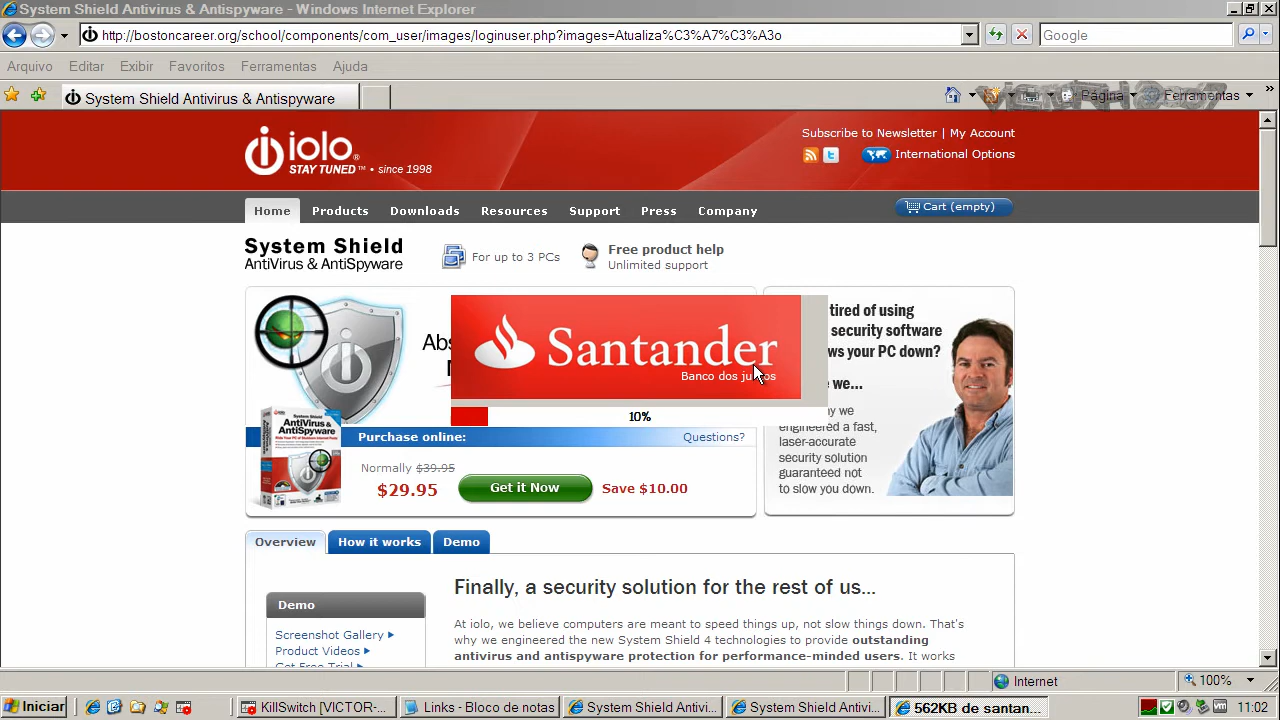 System Shield Antivirus & Antispyware - Windows Internet Explorer
http://bostoncareer.org/school/components/com_user/images/loginuser.php?images=Atualiza%C3%A7%C3%A3o
Google
Arquivo Editar Exibir Favoritos Ferramentas Ajuda
System Shield Antivirus & Antispyware
Página Ferramentas
iolo
STAY TUNED™ • since 1998
Subscribe to Newsletter | My Account
International Options
Home Products Downloads Resources Support Press Company
Cart (empty)
System Shield
AntiVirus & AntiSpyware
For up to 3 PCs
Free product help
Unlimited support
Santander
Banco dos
10%
tired of using
security software
ws your PC down?
we...
y we
engineered a fast,
laser-accurate
security solution
guaranteed not
to slow you down.
System Shield
AntiVirus &
AntiSpyware
Purchase online:
Questions?
Normally $39.95
$29.95
Get it Now
Save $10.00
Overview How it works Demo
Finally, a security solution for the rest of us...
Demo
Screenshot Gallery
Product Videos
Get Free Trial
At iolo, we believe computers are meant to speed things up, not slow things down. That's
why we engineered the new System Shield 4 technologies to provide outstanding
antivirus and antispyware protection for performance-minded users. It works
Internet
100%
Iniciar
KillSwitch [VICTOR-...
Links - Bloco de notas
System Shield Antivi...
System Shield Antivi...
562KB de santan...
11:02